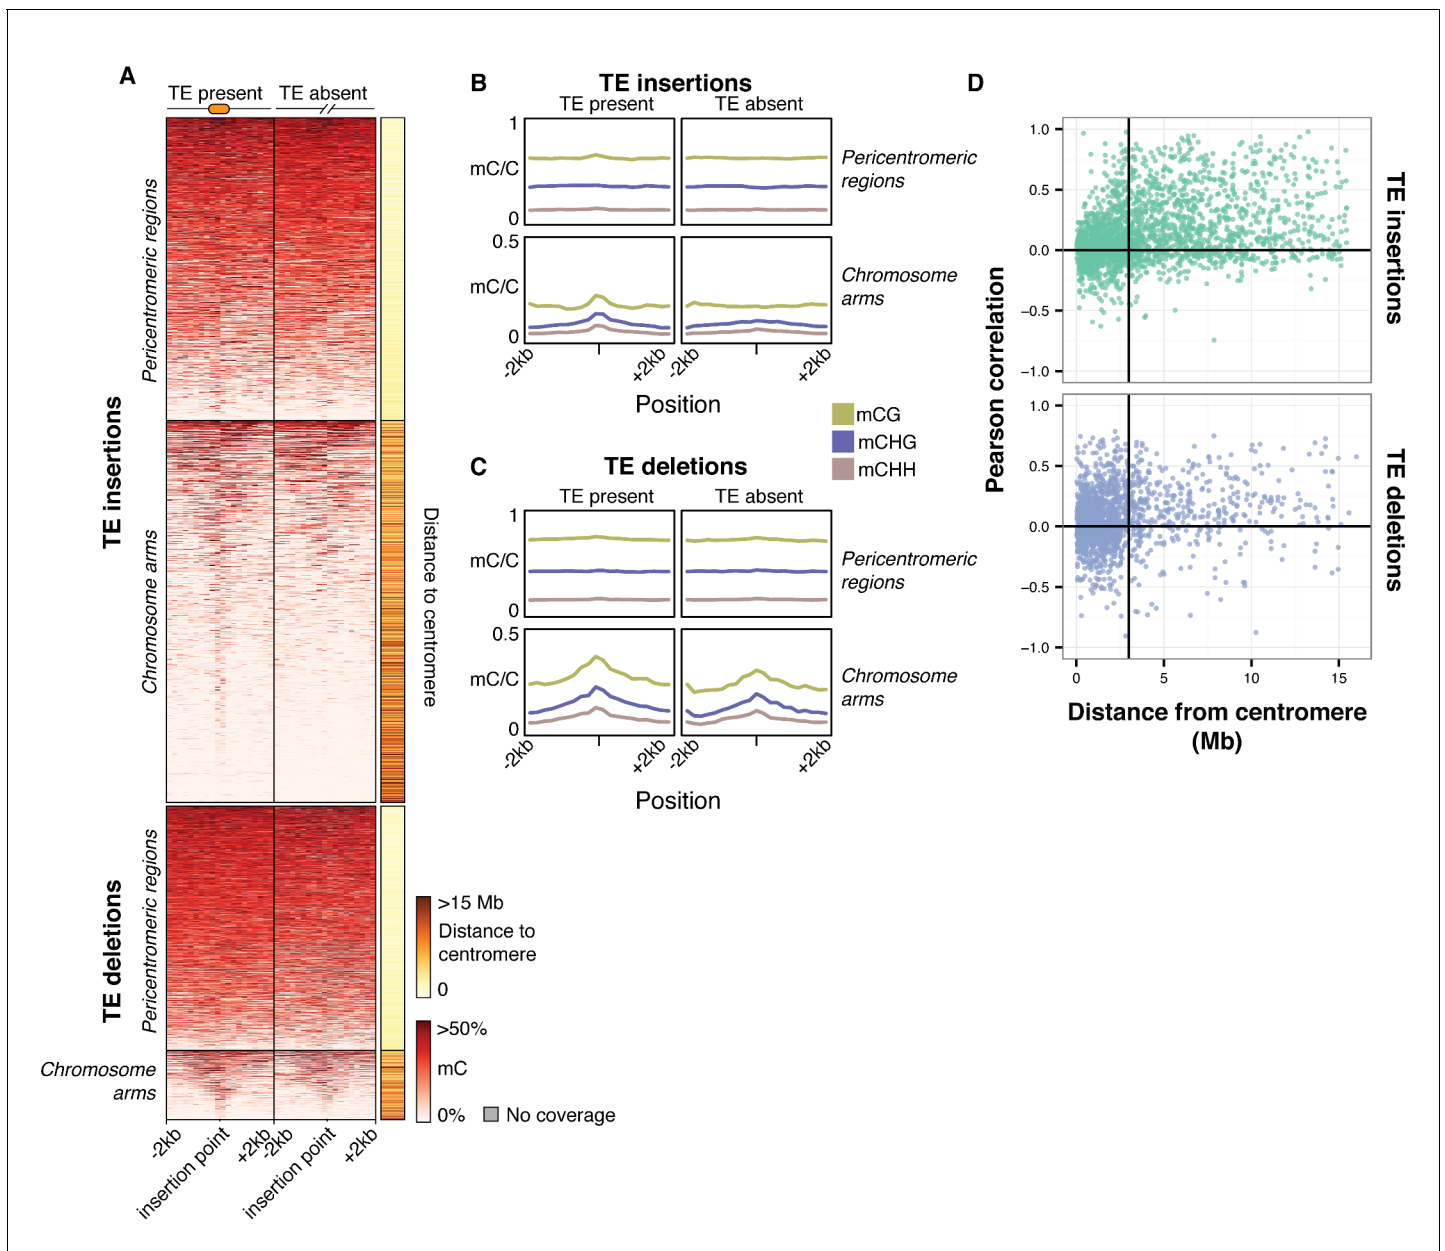 A
TE present
TE absent
TE insertions
Pericentromeric regions
Chromosome arms
Distance to centromere
TE deletions
Pericentromeric regions
Chromosome
arms
-2kb
insertion point
+2kb
-2kb
insertion point
+2kb
>15 Mb
Distance to
centromere
0
>50%
mC
0%
No coverage
B
TE insertions
TE present
TE absent
1
mC/C
0
Pericentromeric
regions
0.5
mC/C
0
Chromosome
arms
-2kb
+2kb
-2kb
+2kb
Position
mCG
mCHG
mCHH
C
TE deletions
TE present
TE absent
1
mC/C
0
Pericentromeric
regions
0.5
mC/C
0
Chromosome
arms
-2kb
+2kb
-2kb
+2kb
Position
D
Pearson correlation
1.0
0.5
0.0
−0.5
−1.0
TE insertions
1.0
0.5
0.0
−0.5
−1.0
TE deletions
0
5
10
15
Distance from centromere
(Mb)